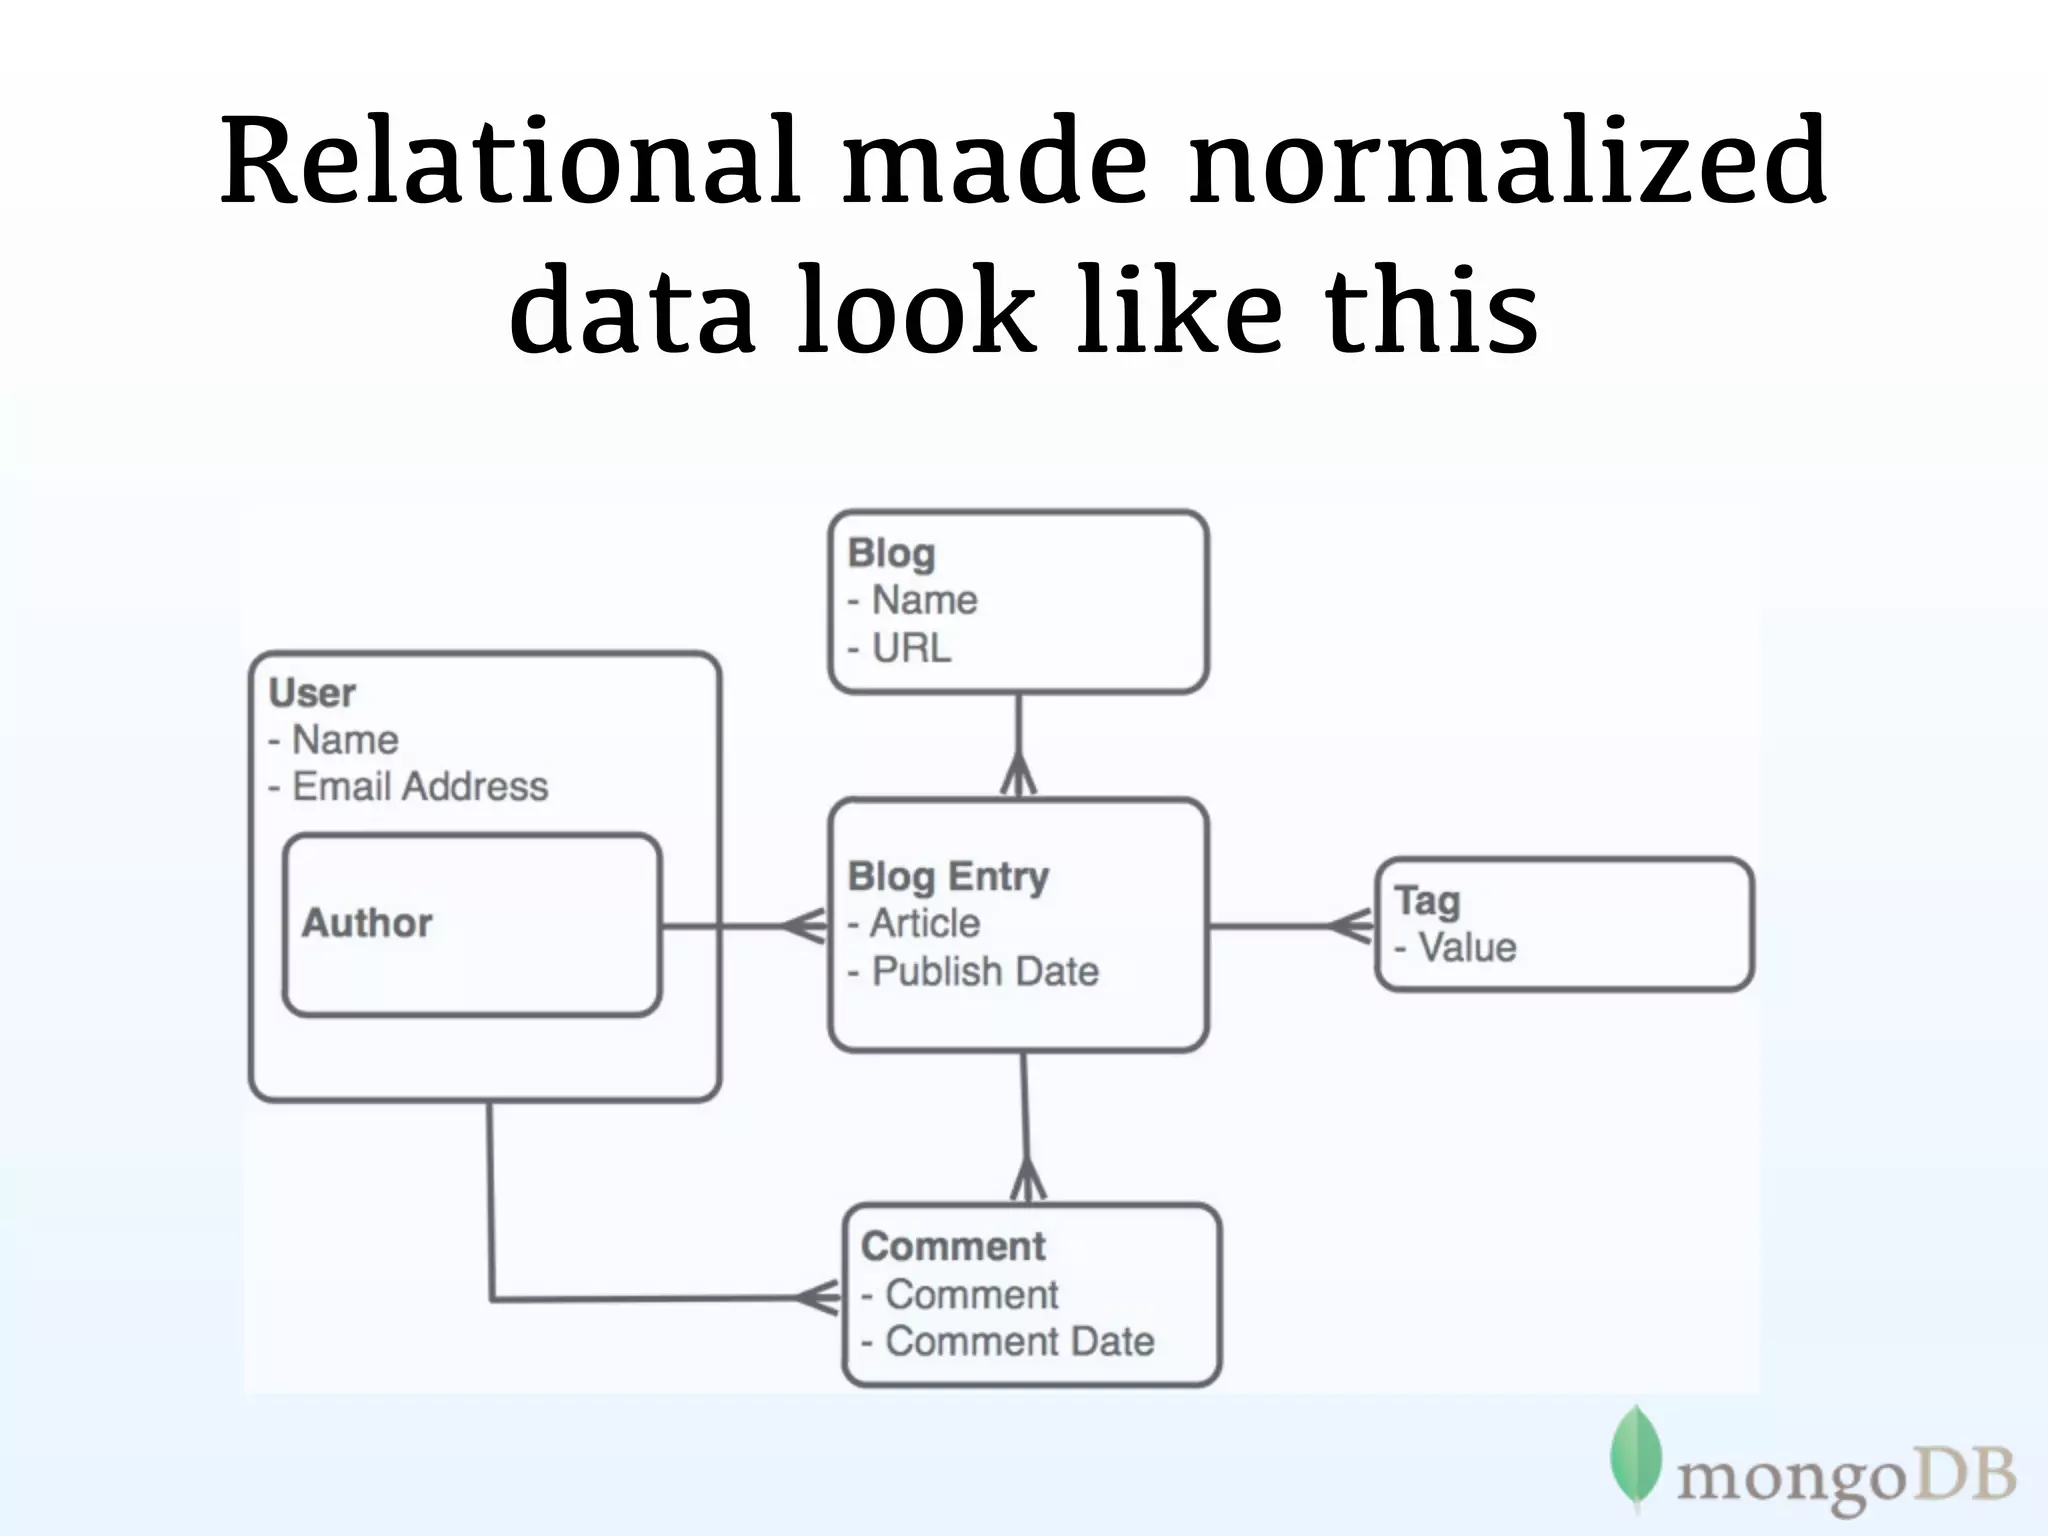 Relational made normalized
data look like this
Blog
- Name
- URL
User
- Name
- Email Address
Author
Blog Entry
- Article
- Publish Date
Tag
- Value
Comment
- Comment
- Comment Date
mongoDB